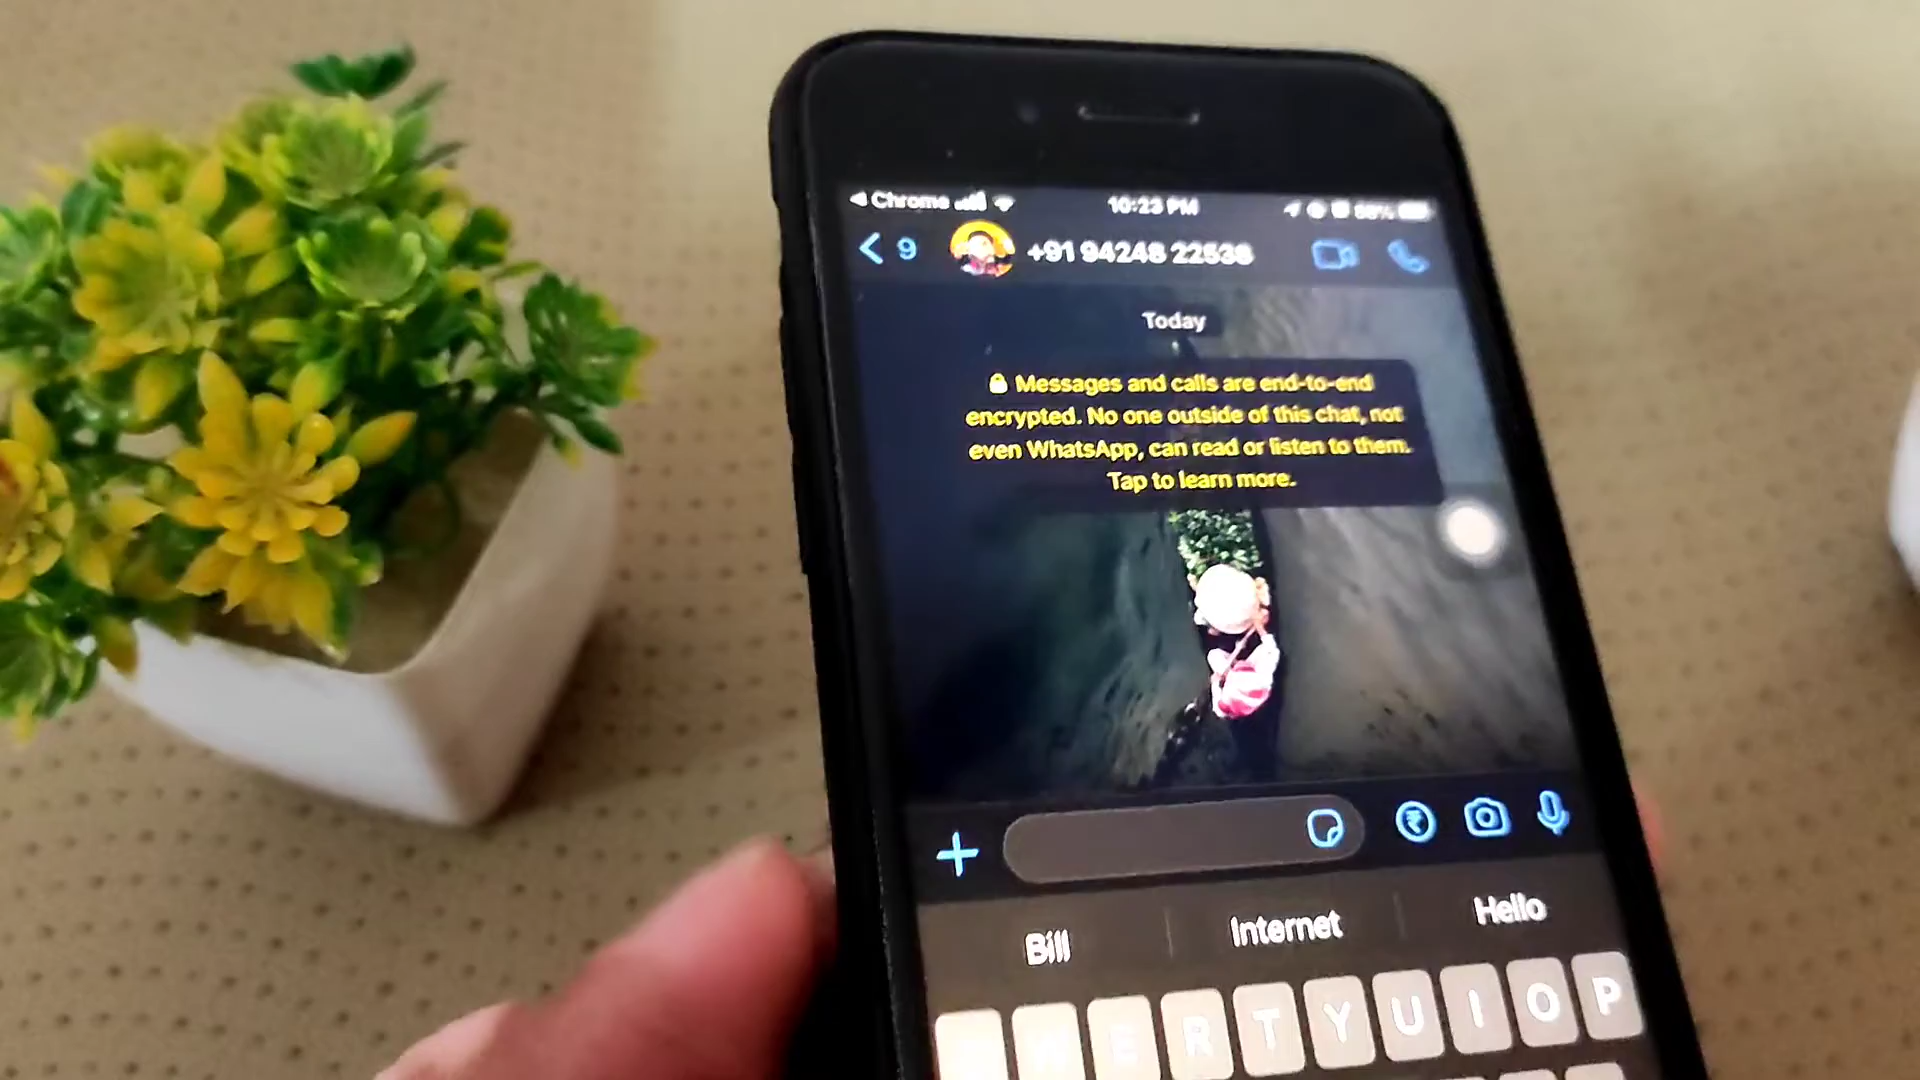 Chrome 10:23 PM
9 +91 94248 22538
Today
Messages and calls are end-to-end
encrypted. No one outside of this chat, not
even WhatsApp, can read or listen to them.
Tap to learn more.
Bill Internet Hello
E R T Y U I O P